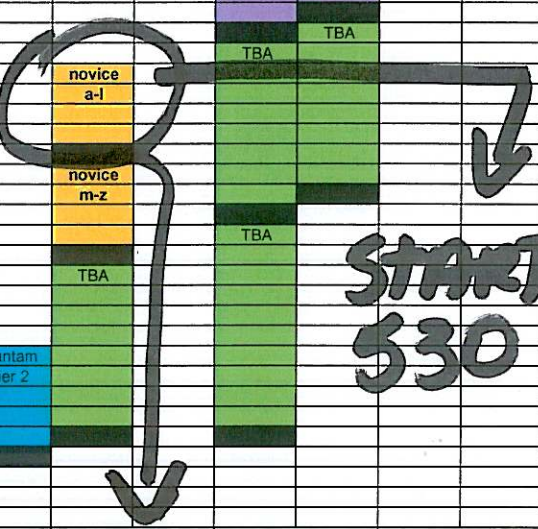 TBA
TBA
novice
a-l
novice
m-z
TBA
TBA
START
530
ntam
er 2